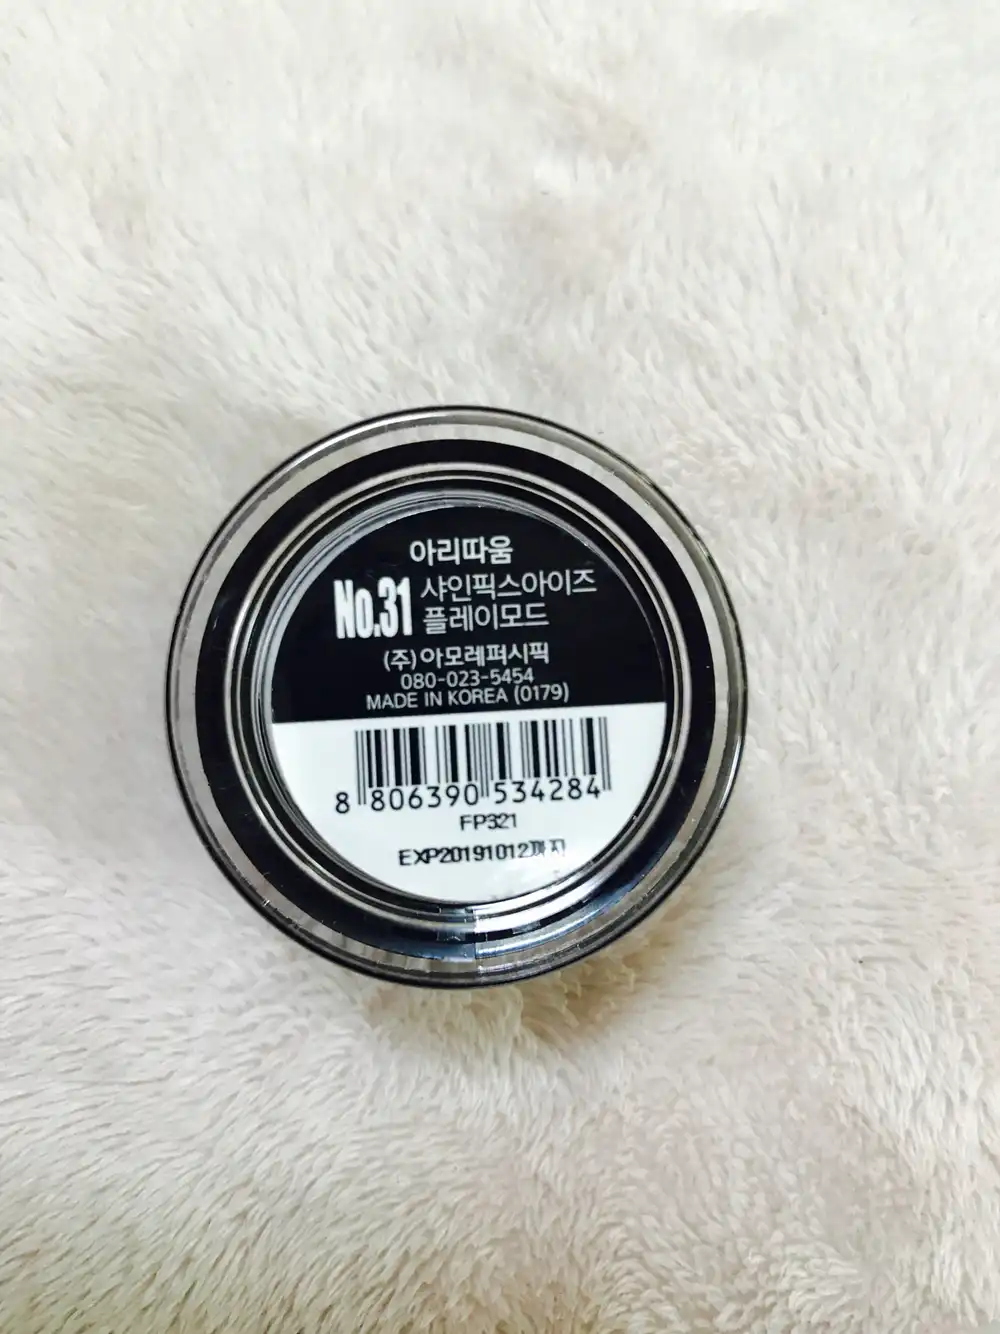 아리따움
No.31 샤인픽스아이즈
플레이모드
(주)아모레퍼시픽
080-023-5454
MADE IN KOREA (0179)
8 806390 534284
FP321
EXP20191012까지